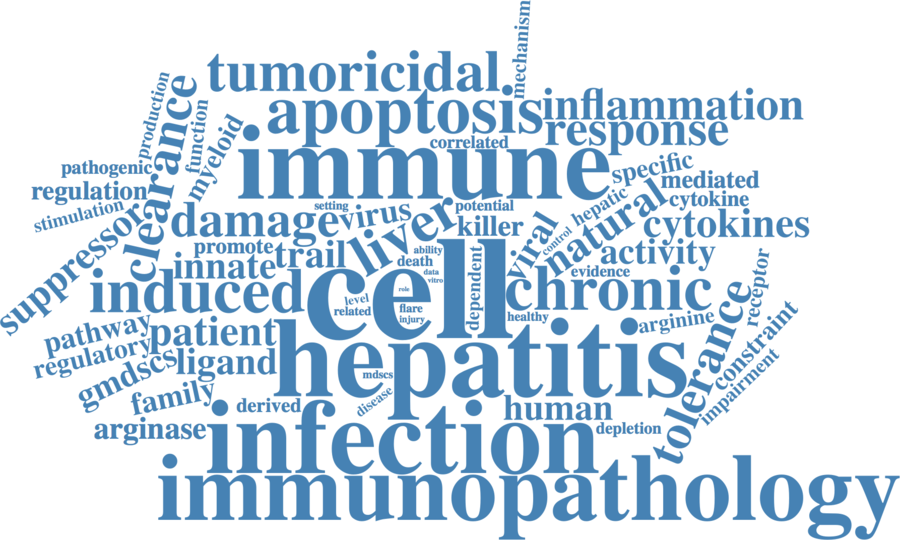 mechanism
tumoricidal
production
clearance
apoptosis
inflammation
function
myeloid
response
correlated
immune
pathogenic
specific
regulation
mediated
stimulation
suppressor
damage
setting
virus
liver
potential
killer
viral
hepatic
natural
cytokine
cytokines
control
promote
innate
trail
ability
death
data
vitro
dependent
activity
evidence
receptor
induced
cell
role
level
related
flare
injury
chronic
healthy
arginine
tolerance
constraint
impairment
pathway
patient
regulatory
ligand
hepatitis
gmdscs
mdscs
disease
family
derived
human
arginase
infection
depletion
immunopathology